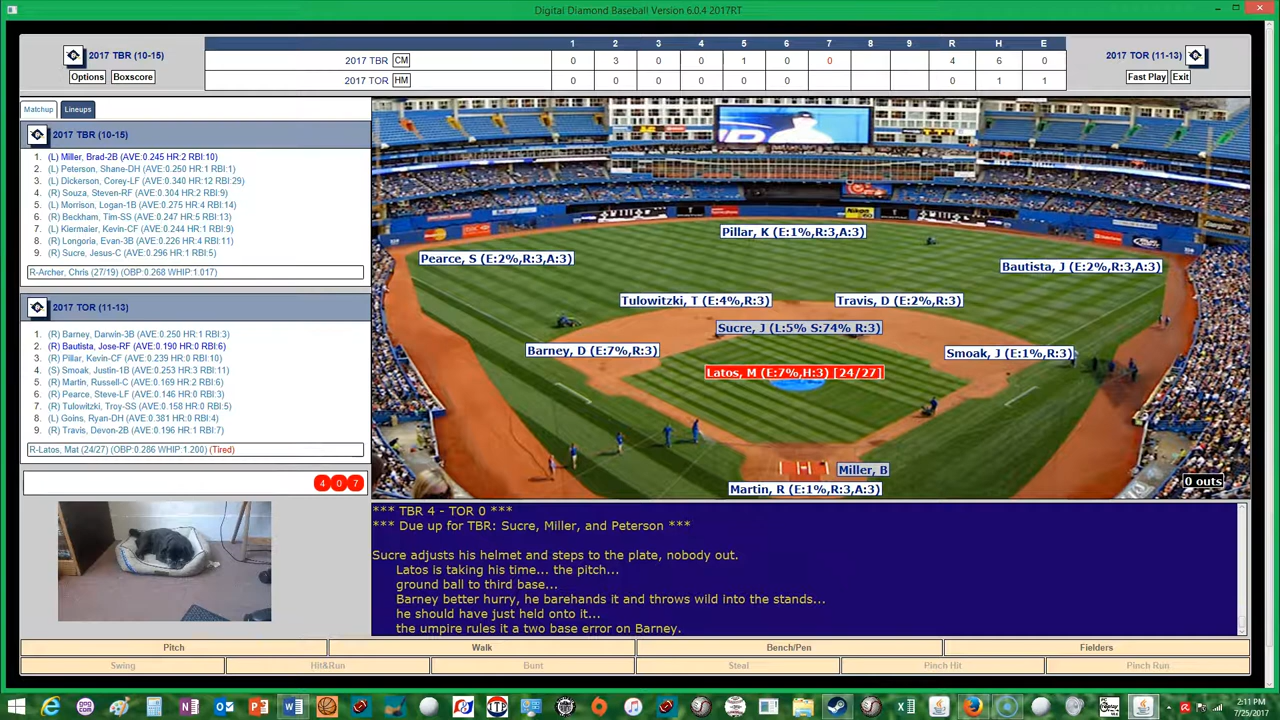 Digital Diamond Baseball Version 6.0.4 2017RT
2017 TBR (10-15)
Options Boxscore
1 2 3 4 5 6 7 8 9 R H E
2017 TBR CM 0 3 0 0 1 0 0 4 6 0
2017 TOR HM 0 0 0 0 0 0 0 1 1
2017 TOR (11-13)
Fast Play Exit
Matchup Lineups
2017 TBR (10-15)
1. (L) Miller, Brad-2B (AVE:0.245 HR:2 RBI:10)
2. (L) Peterson, Shane-DH (AVE:0.250 HR:1 RBI:1)
3. (L) Dickerson, Corey-LF (AVE:0.340 HR:12 RBI:29)
4. (R) Souza, Steven-RF (AVE:0.304 HR:2 RBI:9)
5. (L) Morrison, Logan-1B (AVE:0.275 HR:4 RBI:14)
6. (R) Beckham, Tim-SS (AVE:0.247 HR:5 RBI:13)
7. (L) Kiermaier, Kevin-CF (AVE:0.244 HR:1 RBI:9)
8. (R) Longoria, Evan-3B (AVE:0.226 HR:4 RBI:11)
9. (R) Sucre, Jesus-C (AVE:0.296 HR:1 RBI:5)
R-Archer, Chris (27/19) (OBP:0.268 WHIP:1.017)
2017 TOR (11-13)
1. (R) Barney, Darwin-3B (AVE:0.250 HR:1 RBI:3)
2. (R) Bautista, Jose-RF (AVE:0.190 HR:0 RBI:6)
3. (R) Pillar, Kevin-CF (AVE:0.239 HR:0 RBI:10)
4. (S) Smoak, Justin-1B (AVE:0.253 HR:3 RBI:11)
5. (R) Martin, Russell-C (AVE:0.169 HR:2 RBI:6)
6. (R) Pearce, Steve-LF (AVE:0.146 HR:0 RBI:3)
7. (R) Tulowitzki, Troy-SS (AVE:0.158 HR:0 RBI:5)
8. (L) Goins, Ryan-DH (AVE:0.381 HR:0 RBI:4)
9. (R) Travis, Devon-2B (AVE:0.196 HR:1 RBI:7)
R-Latos, Mat (24/27) (OBP:0.286 WHIP:1.200) (Tired)
4 0 7
Pillar, K (E:1%,R:3,A:3)
Pearce, S (E:2%,R:3,A:3)
Bautista, J (E:2%,R:3,A:3)
Tulowitzki, T (E:4%,R:3)
Travis, D (E:2%,R:3)
Sucre, J (L:5% S:74% R:3)
Barney, D (E:7%,R:3)
Smoak, J (E:1%,R:3)
Latos, M (E:7%,H:3) [24/27]
Miller, B
Martin, R (E:1%,R:3,A:3)
0 outs
*** TBR 4 - TOR 0 ***
*** Due up for TBR: Sucre, Miller, and Peterson ***
Sucre adjusts his helmet and steps to the plate, nobody out.
Latos is taking his time... the pitch...
ground ball to third base...
Barney better hurry, he barehands it and throws wild into the stands...
he should have just held onto it...
the umpire rules it a two base error on Barney.
Pitch Walk Bench/Pen Fielders
Swing Hit&Run Bunt Steal Pinch Hit Pinch Run
2:11 PM
7/25/2017